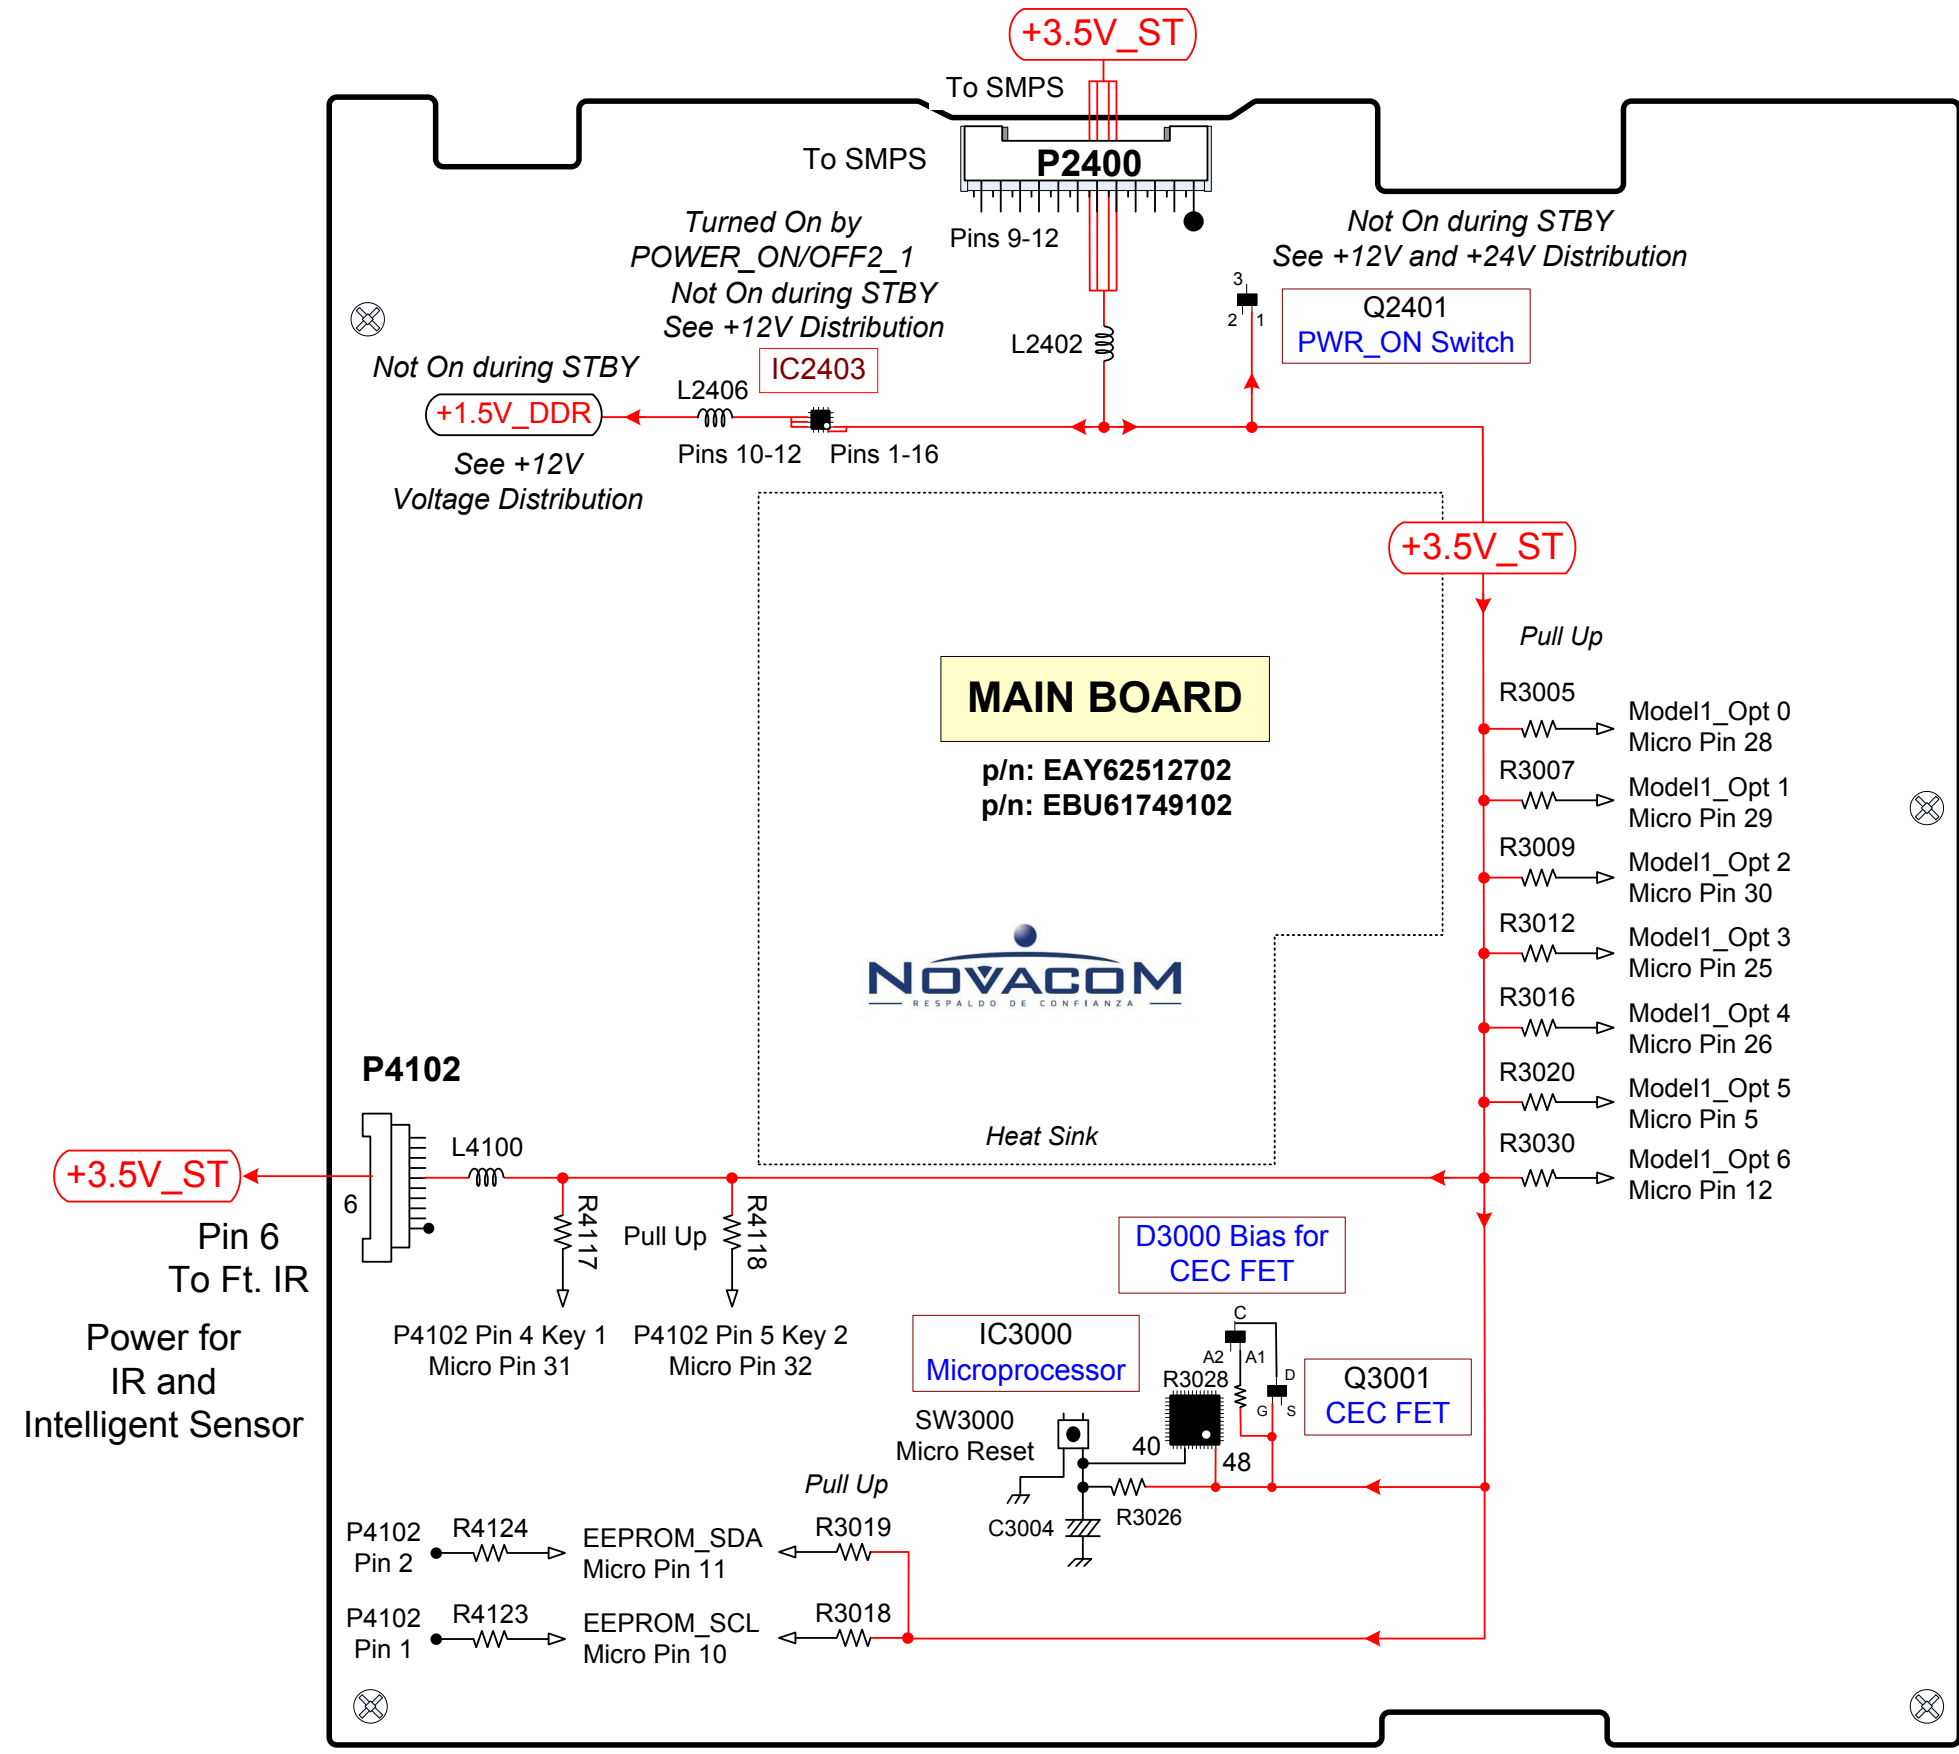 +3.5V_ST
To SMPS
To SMPS
P2400
Pins 9-12
Turned On by
POWER_ON/OFF2_1
Not On during STBY
See +12V Distribution
Not On during STBY
See +12V and +24V Distribution
3
2
1
Q2401
PWR_ON Switch
L2402
IC2403
Not On during STBY
L2406
+1.5V_DDR
Pins 10-12
Pins 1-16
See +12V
Voltage Distribution
+3.5V_ST
Pull Up
MAIN BOARD
p/n: EAY62512702
p/n: EBU61749102
R3005
Model1_Opt 0
Micro Pin 28
R3007
Model1_Opt 1
Micro Pin 29
R3009
Model1_Opt 2
Micro Pin 30
R3012
Model1_Opt 3
Micro Pin 25
R3016
Model1_Opt 4
Micro Pin 26
R3020
Model1_Opt 5
Micro Pin 5
R3030
Model1_Opt 6
Micro Pin 12
NOVACOM
RESPALDO DE CONFIANZA
Heat Sink
P4102
L4100
+3.5V_ST
6
Pin 6
To Ft. IR
Power for
IR and
Intelligent Sensor
R4117
Pull Up
R4118
P4102 Pin 4 Key 1
Micro Pin 31
P4102 Pin 5 Key 2
Micro Pin 32
D3000 Bias for
CEC FET
IC3000
Microprocessor
C
A2
A1
R3028
D
G
S
Q3001
CEC FET
SW3000
Micro Reset
40
48
R3026
C3004
Pull Up
P4102
Pin 2
R4124
EEPROM_SDA
Micro Pin 11
R3019
P4102
Pin 1
R4123
EEPROM_SCL
Micro Pin 10
R3018